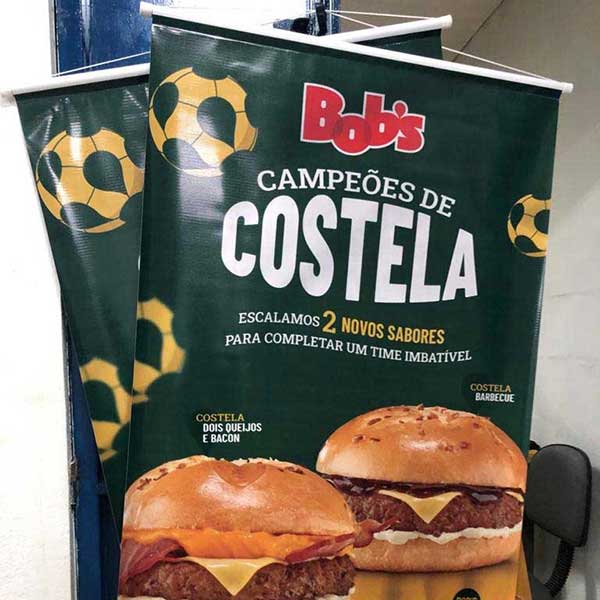 Bob's
CAMPEÕES DE
COSTELA
ESCALAMOS 2 NOVOS SABORES
PARA COMPLETAR UM TIME IMBATÍVEL
COSTELA
BARBECUE
COSTELA
DOIS QUEIJOS
E BACON